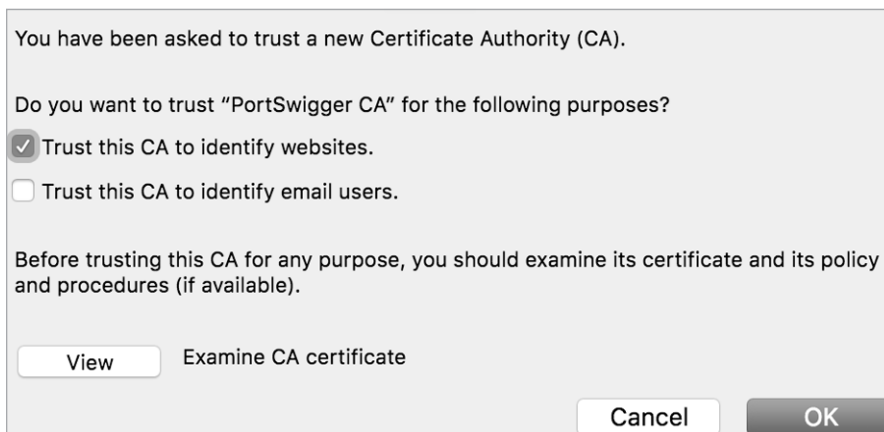 You have been asked to trust a new Certificate Authority (CA).
Do you want to trust “PortSwigger CA” for the following purposes?
Trust this CA to identify websites.
Trust this CA to identify email users.
Before trusting this CA for any purpose, you should examine its certificate and its policy
and procedures (if available).
View Examine CA certificate
Cancel OK